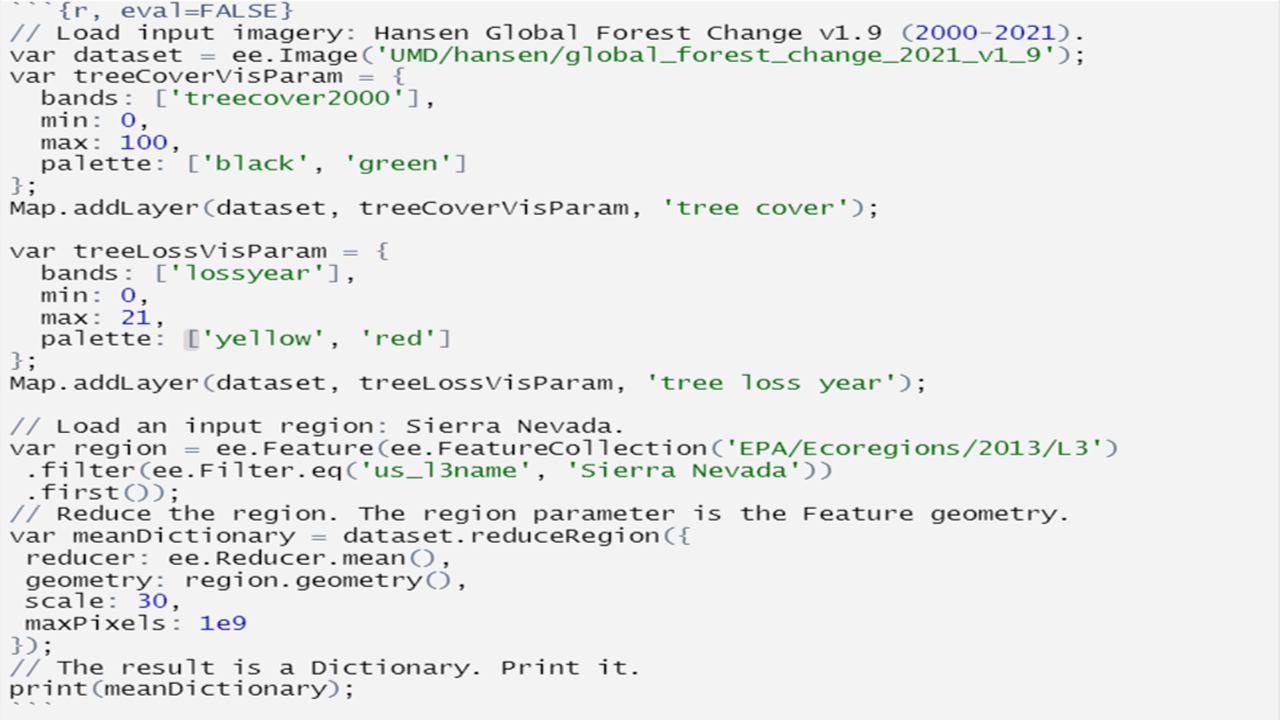 ```{r, eval=FALSE}
// Load input imagery: Hansen Global Forest Change v1.9 (2000-2021).
var dataset = ee.Image('UMD/hansen/global_forest_change_2021_v1_9');
var treeCoverVisParam = {
  bands: ['treecover2000'],
  min: 0,
  max: 100,
  palette: ['black', 'green']
};
Map.addLayer(dataset, treeCoverVisParam, 'tree cover');

var treeLossVisParam = {
  bands: ['lossyear'],
  min: 0,
  max: 21,
  palette: ['yellow', 'red']
};
Map.addLayer(dataset, treeLossVisParam, 'tree loss year');

// Load an input region: Sierra Nevada.
var region = ee.Feature(ee.FeatureCollection('EPA/Ecoregions/2013/L3')
 .filter(ee.Filter.eq('us_l3name', 'Sierra Nevada'))
 .first());
// Reduce the region. The region parameter is the Feature geometry.
var meanDictionary = dataset.reduceRegion({
 reducer: ee.Reducer.mean(),
 geometry: region.geometry(),
 scale: 30,
 maxPixels: 1e9
});
// The result is a Dictionary. Print it.
print(meanDictionary);
```